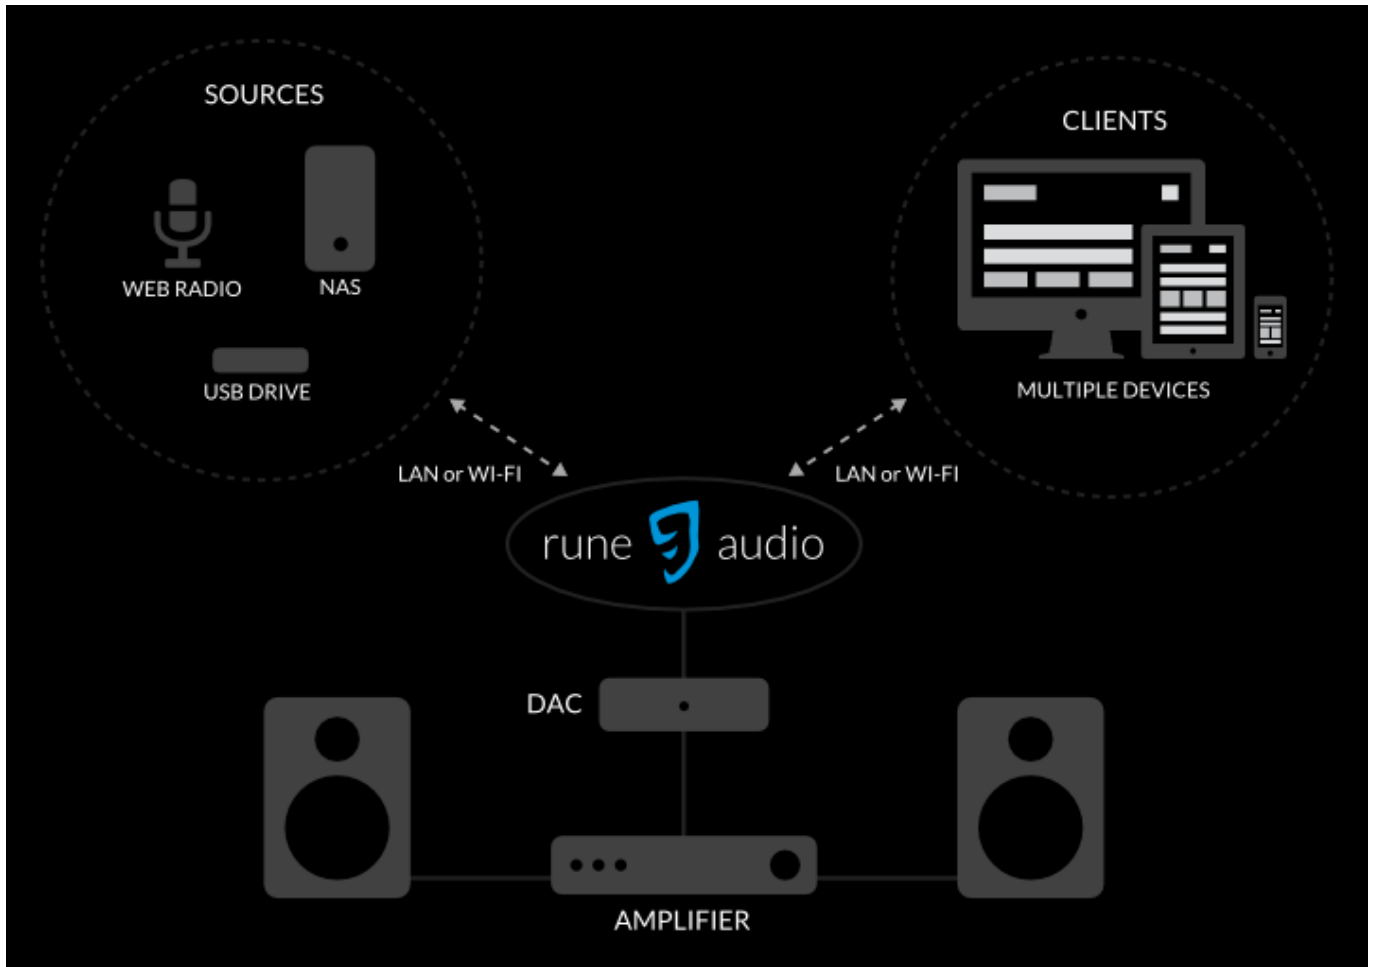 SOURCES
CLIENTS
WEB RADIO
NAS
USB DRIVE
MULTIPLE DEVICES
LAN or WI-FI
LAN or WI-FI
rune audio
DAC
AMPLIFIER